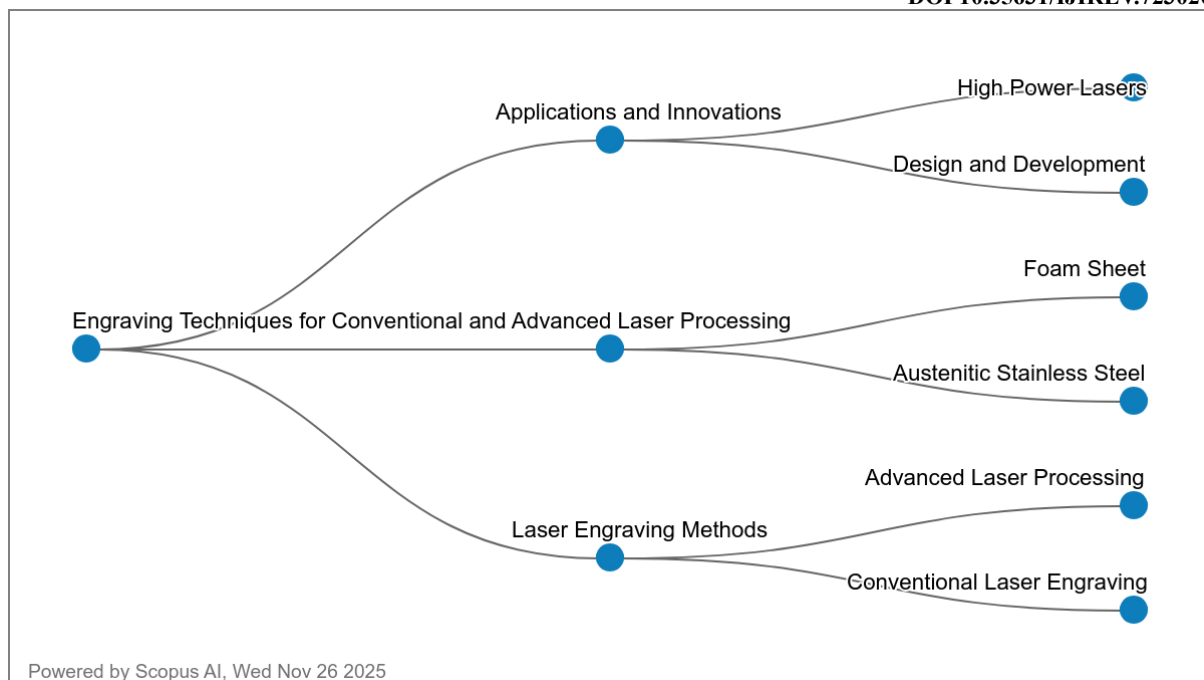 DOI
High Power Lasers
Applications and Innovations
Design and Development
Foam Sheet
Engraving Techniques for Conventional and Advanced Laser Processing
Austenitic Stainless Steel
Advanced Laser Processing
Laser Engraving Methods
Conventional Laser Engraving
Powered by Scopus AI, Wed Nov 26 2025